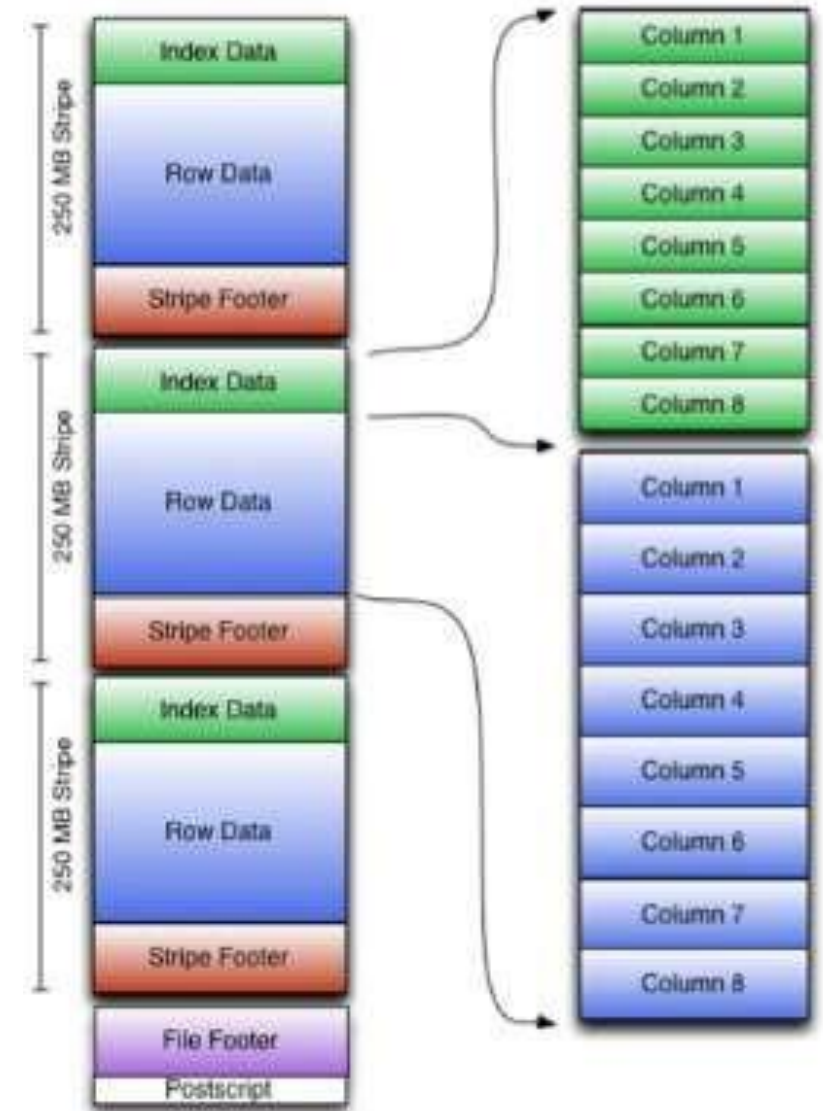 250 MB Stripe
Index Data
Row Data
Stripe Footer
250 MB Stripe
Index Data
Row Data
Stripe Footer
250 MB Stripe
Index Data
Row Data
Stripe Footer
File Footer
Postscript
Column 1
Column 2
Column 3
Column 4
Column 5
Column 6
Column 7
Column 8
Column 1
Column 2
Column 3
Column 4
Column 5
Column 6
Column 7
Column 8